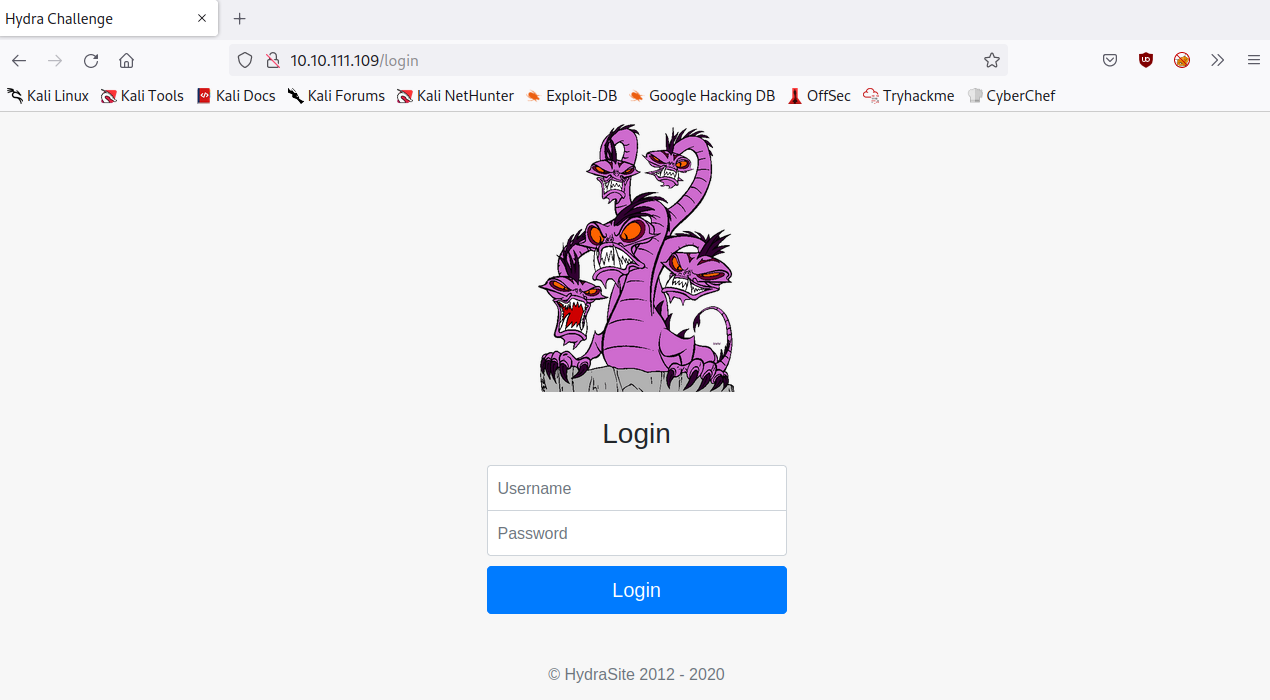 Hydra Challenge
10.10.111.109/login
Kali Linux Kali Tools Kali Docs Kali Forums Kali NetHunter Exploit-DB Google Hacking DB OffSec Tryhackme CyberChef
Login
Username
Password
Login
© HydraSite 2012 - 2020